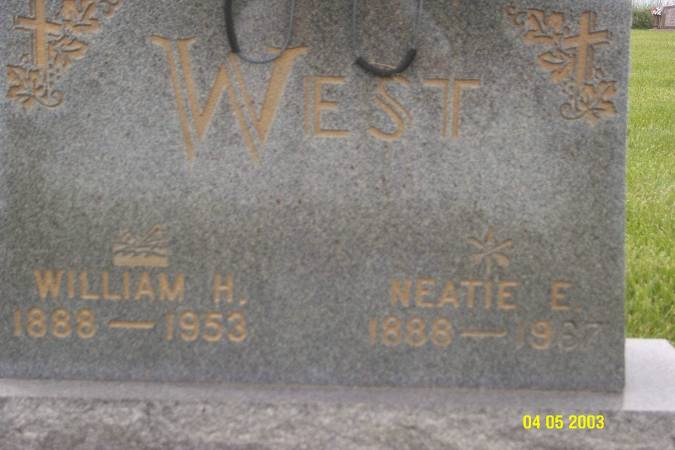 West
WILLIAM H.
1888 — 1953
NEATIE E.
1888 —
04 05 2003